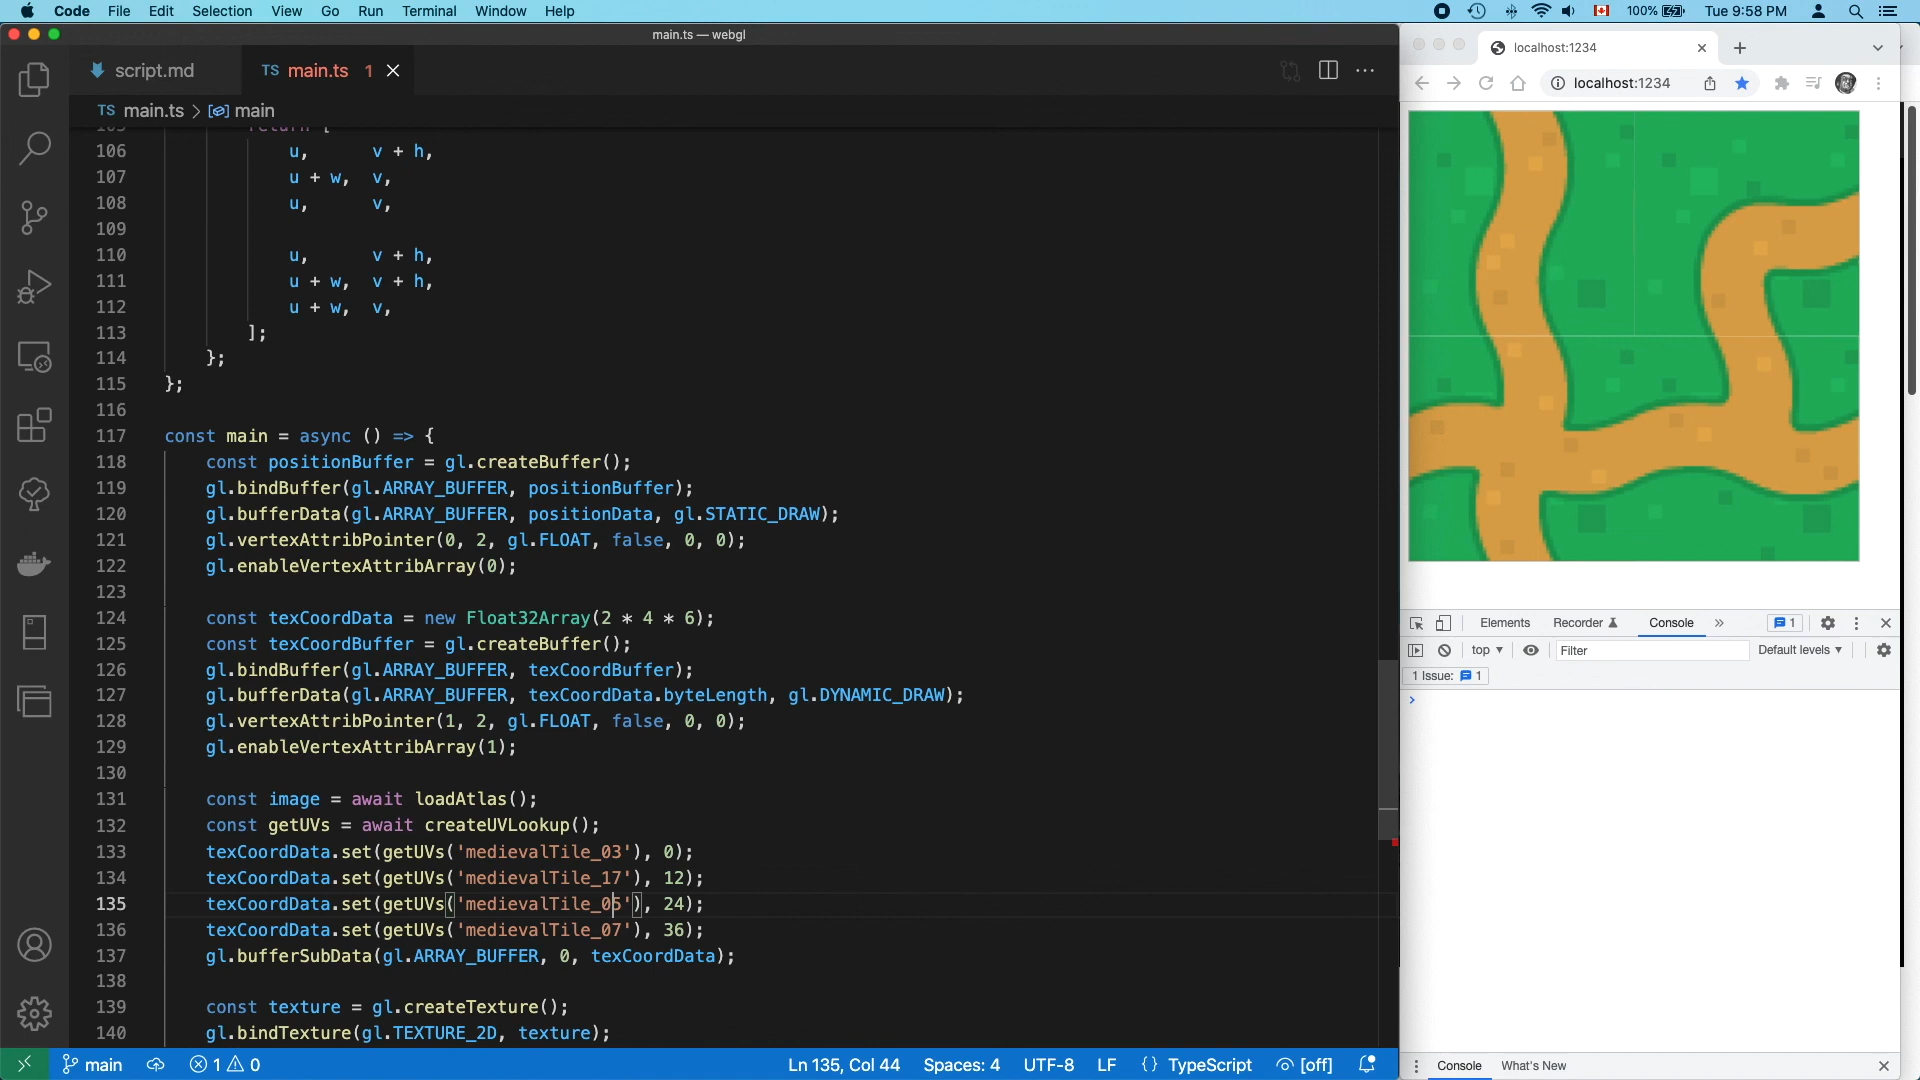 Code File Edit Selection View Go Run Terminal Window Help 100% Tue 9:58 PM
main.ts — webgl
script.md TS main.ts 1
TS main.ts > main
105 return [
106 u, v + h,
107 u + w, v,
108 u, v,
109
110 u, v + h,
111 u + w, v + h,
112 u + w, v,
113 ];
114 };
115 };
116
117 const main = async () => {
118 const positionBuffer = gl.createBuffer();
119 gl.bindBuffer(gl.ARRAY_BUFFER, positionBuffer);
120 gl.bufferData(gl.ARRAY_BUFFER, positionData, gl.STATIC_DRAW);
121 gl.vertexAttribPointer(0, 2, gl.FLOAT, false, 0, 0);
122 gl.enableVertexAttribArray(0);
123
124 const texCoordData = new Float32Array(2 * 4 * 6);
125 const texCoordBuffer = gl.createBuffer();
126 gl.bindBuffer(gl.ARRAY_BUFFER, texCoordBuffer);
127 gl.bufferData(gl.ARRAY_BUFFER, texCoordData.byteLength, gl.DYNAMIC_DRAW);
128 gl.vertexAttribPointer(1, 2, gl.FLOAT, false, 0, 0);
129 gl.enableVertexAttribArray(1);
130
131 const image = await loadAtlas();
132 const getUVs = await createUVLookup();
133 texCoordData.set(getUVs('medievalTile_03'), 0);
134 texCoordData.set(getUVs('medievalTile_17'), 12);
135 texCoordData.set(getUVs('medievalTile_05'), 24);
136 texCoordData.set(getUVs('medievalTile_07'), 36);
137 gl.bufferSubData(gl.ARRAY_BUFFER, 0, texCoordData);
138
139 const texture = gl.createTexture();
140 gl.bindTexture(gl.TEXTURE_2D, texture);
main 1 0 Ln 135, Col 44 Spaces: 4 UTF-8 LF {} TypeScript [off]
localhost:1234
localhost:1234
Elements Recorder Console » 1
top Filter Default levels
1 Issue: 1
>
Console What's New